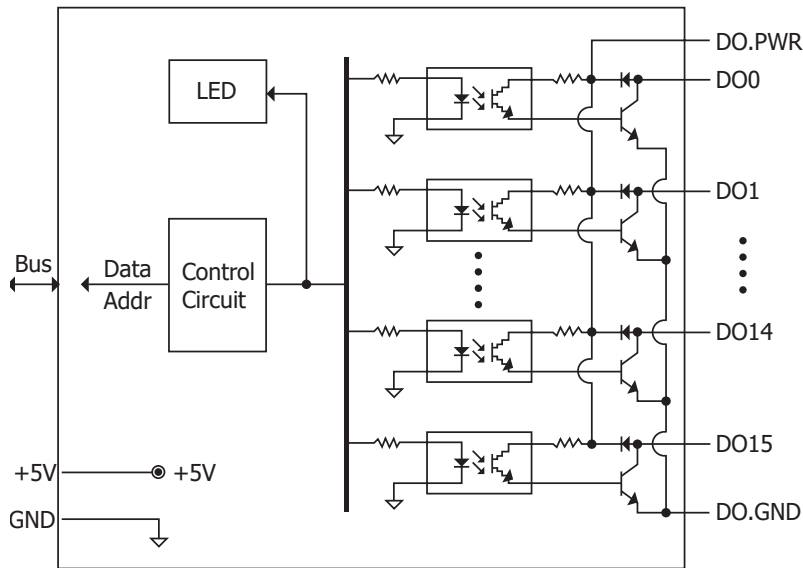 DO.PWR
LED
DO0
DO1
Bus
Data
Addr
Control
Circuit
DO14
DO15
+5V
+5V
GND
DO.GND